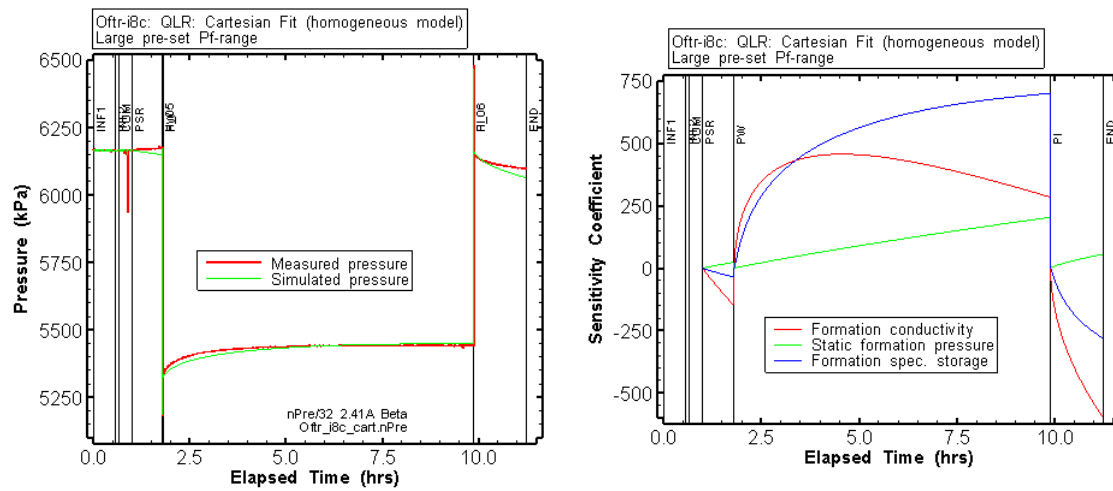 Oftr-i8c: QLR: Cartesian Fit (homogeneous model)
Large pre-set Pf-range
6500
6250
6000
5750
5500
5250
Pressure (kPa)
INF1
COM
PSR
END
Measured pressure
Simulated pressure
nPre/32 2.41A Beta
Oftr_i8c_cart.nPre
0.0
2.5
5.0
7.5
10.0
Elapsed Time (hrs)
Oftr-i8c: QLR: Cartesian Fit (homogeneous model)
Large pre-set Pf-range
750
500
250
0
-250
-500
Sensitivity Coefficient
INF1
PSR
PW
PI
END
Formation conductivity
Static formation pressure
Formation spec. storage
0.0
2.5
5.0
7.5
10.0
Elapsed Time (hrs)